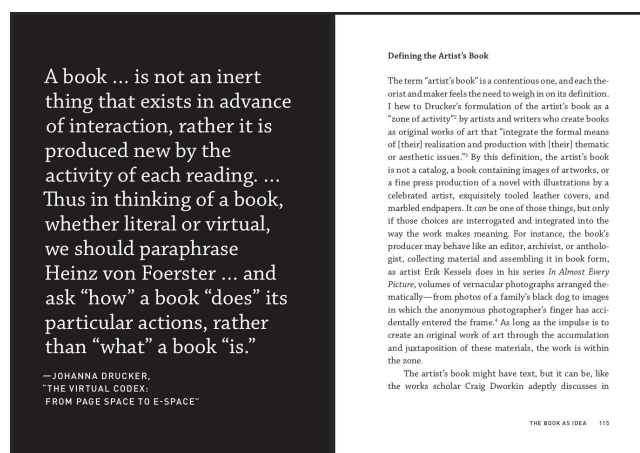 A book ... is not an inert
thing that exists in advance
of interaction, rather it is
produced new by the
activity of each reading. ...
Thus in thinking of a book,
whether literal or virtual,
we should paraphrase
Heinz von Foerster ... and
ask “how” a book “does” its
particular actions, rather
than “what” a book “is.”
—JOHANNA DRUCKER,
“THE VIRTUAL CODEX:
FROM PAGE SPACE TO E-SPACE”
Defining the Artist’s Book
The term “artist’s book” is a contentious one, and each the-
orist and maker feels the need to weigh in on its definition.
I hew to Drucker’s formulation of the artist’s book as a
“zone of activity”² by artists and writers who create books
as original works of art that “integrate the formal means
of [their] realization and production with [their] thematic
or aesthetic issues.”³ By this definition, the artist’s book
is not a catalog, a book containing images of artworks, or
a fine press production of a novel with illustrations by a
celebrated artist, exquisitely tooled leather covers, and
marbled endpapers. It can be one of those things, but only
if those choices are interrogated and integrated into the
way the work makes meaning. For instance, the book’s
producer may behave like an editor, archivist, or antholo-
gist, collecting material and assembling it in book form,
as artist Erik Kessels does in his series In Almost Every
Picture, volumes of vernacular photographs arranged the-
matically—from photos of a family’s black dog to images
in which the anonymous photographer’s finger has acci-
dentally entered the frame.⁴ As long as the impulse is to
create an original work of art through the accumulation
and juxtaposition of these materials, the work is within
the zone.
The artist’s book might have text, but it can be, like
the works scholar Craig Dworkin adeptly discusses in
THE BOOK AS IDEA 115